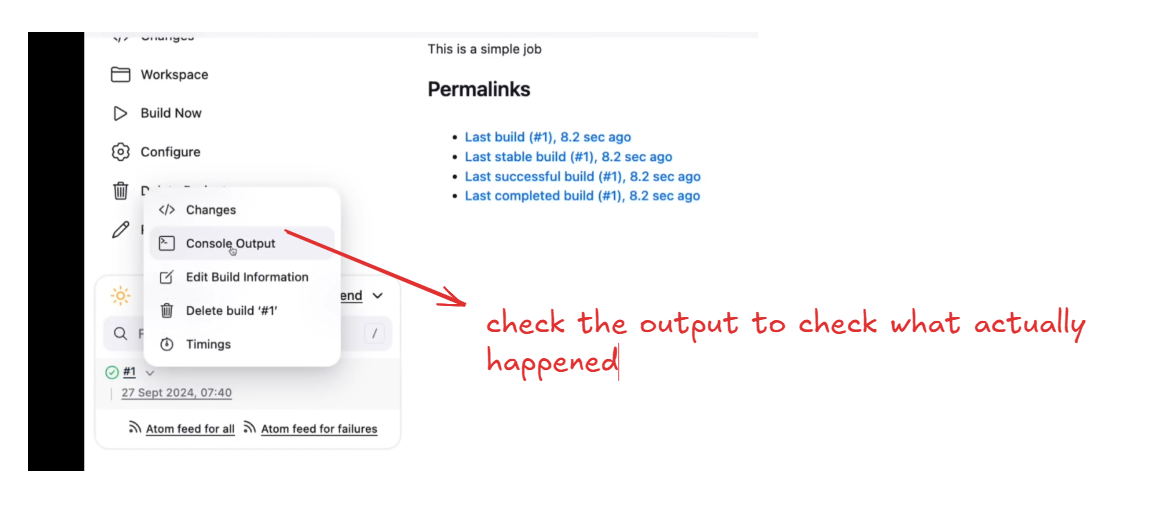 Changes
This is a simple job
Workspace
Permalinks
Build Now
Last build (#1), 8.2 sec ago
Configure
Last stable build (#1), 8.2 sec ago
Last successful build (#1), 8.2 sec ago
Last completed build (#1), 8.2 sec ago
Changes
Console Output
Edit Build Information
Delete build ‘#1’
Timings
check the output to check what actually
happened
/
#1
27 Sept 2024, 07:40
Atom feed for all Atom feed for failures